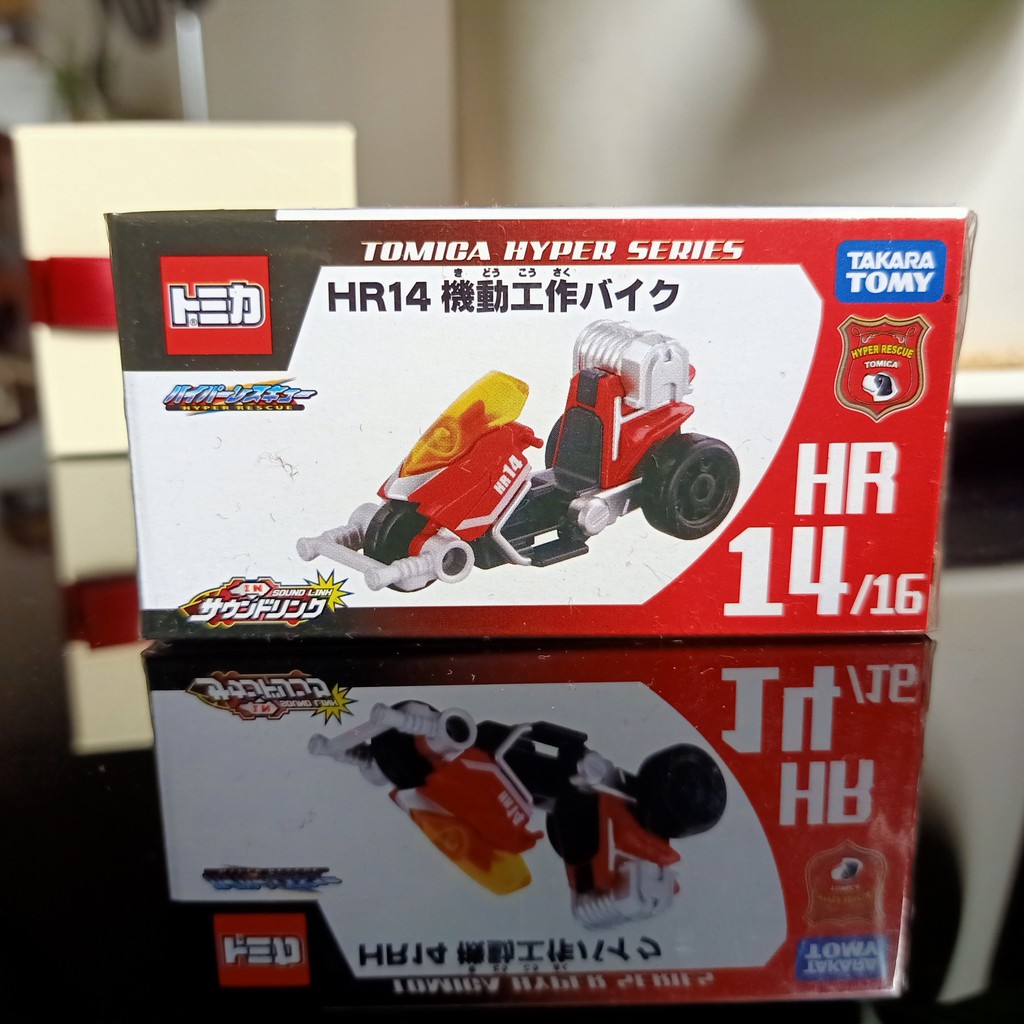 TOMICA HYPER SERIES
トミカ
®
きどうこうさく
HR14 機動工作バイク
TAKARA
TOMY
®
HYPER RESCUE
TOMICA
ハイパーレスキュー
HYPER RESCUE
HR14
HR
14/16
IN
SOUND LINK
サウンドリンク